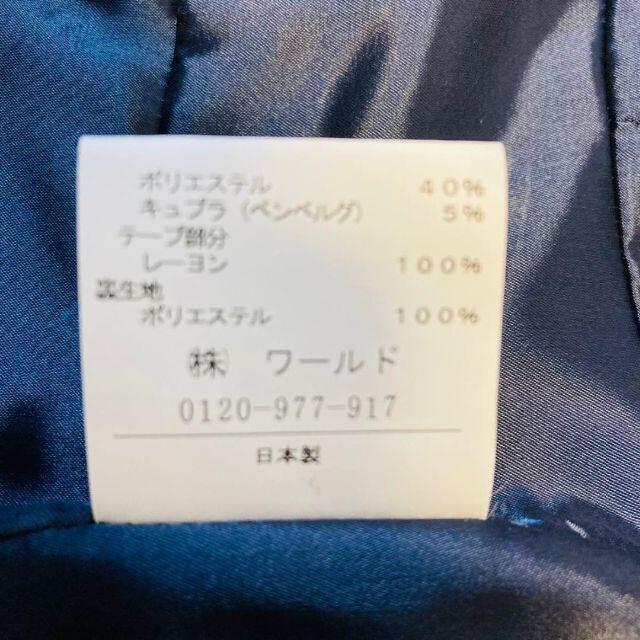 ポリエステル 40%
キュプラ(ベンベルグ) 5%
テープ部分
レーヨン 100%
裏生地
ポリエステル 100%
㈱ ワールド
0120-977-917
日本製